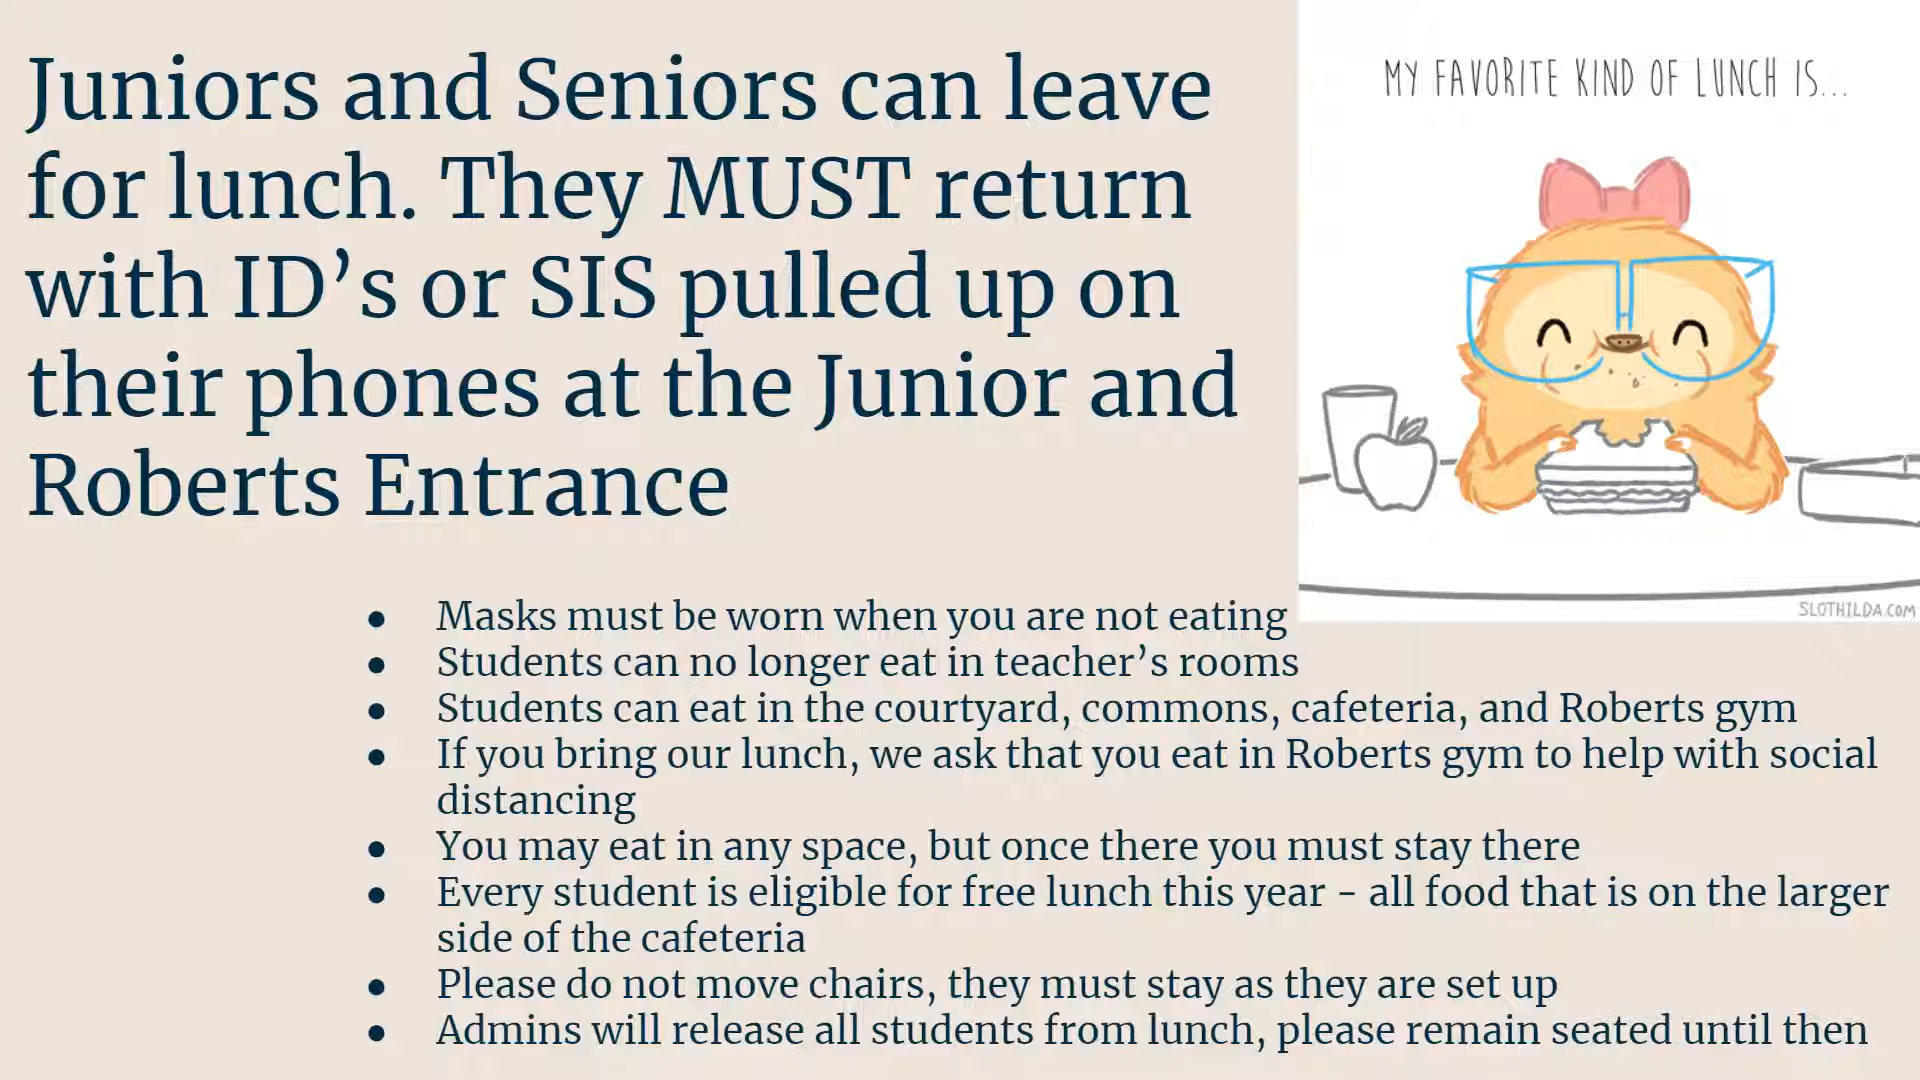 Juniors and Seniors can leave
for lunch. They MUST return
with ID’s or SIS pulled up on
their phones at the Junior and
Roberts Entrance
MY FAVORITE KIND OF LUNCH IS...
SLOTHILDA.COM
● Masks must be worn when you are not eating
● Students can no longer eat in teacher’s rooms
● Students can eat in the courtyard, commons, cafeteria, and Roberts gym
● If you bring our lunch, we ask that you eat in Roberts gym to help with social
distancing
● You may eat in any space, but once there you must stay there
● Every student is eligible for free lunch this year - all food that is on the larger
side of the cafeteria
● Please do not move chairs, they must stay as they are set up
● Admins will release all students from lunch, please remain seated until then